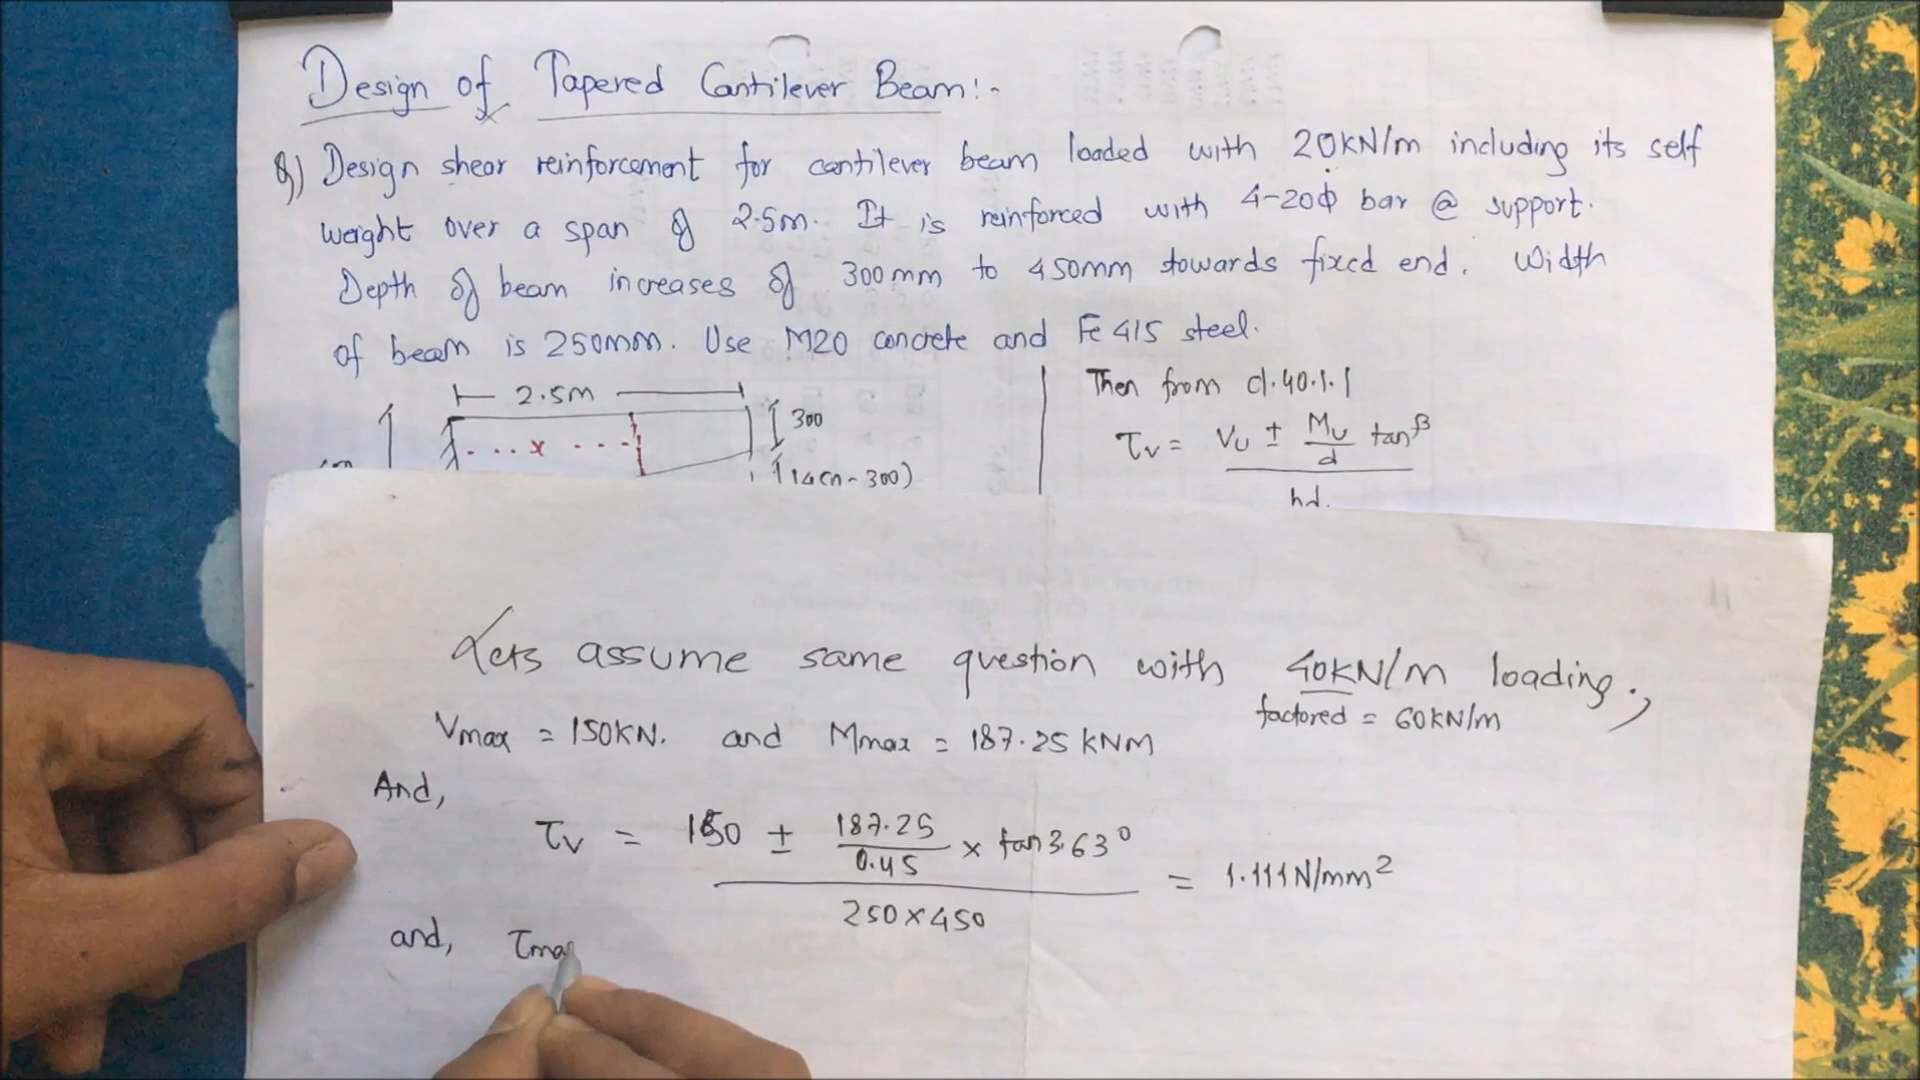 Design of Tapered Cantilever Beam:-
Q) Design shear reinforcement for cantilever beam loaded with 20KN/m including its self
weight over a span of 2.5m. It is reinforced with 4-20ф bar @ support.
Depth of beam increases of 300mm to 450mm stowards fixed end. Width
of beam is 250mm. Use M20 concrete and Fe 415 steel.
2.5m
300
x
Then from cl.40.1.1
τv = Vu ± Mu/d tanβ
bd.
Lets assume same question with 40KN/m loading.,
factored = 60KN/m
Vmax = 150KN. and Mmax = 187.25 KNM
And,
τv = 150 ± 187.25/0.45 × tan3.63° = 1.111N/mm²
250×450
and, τma